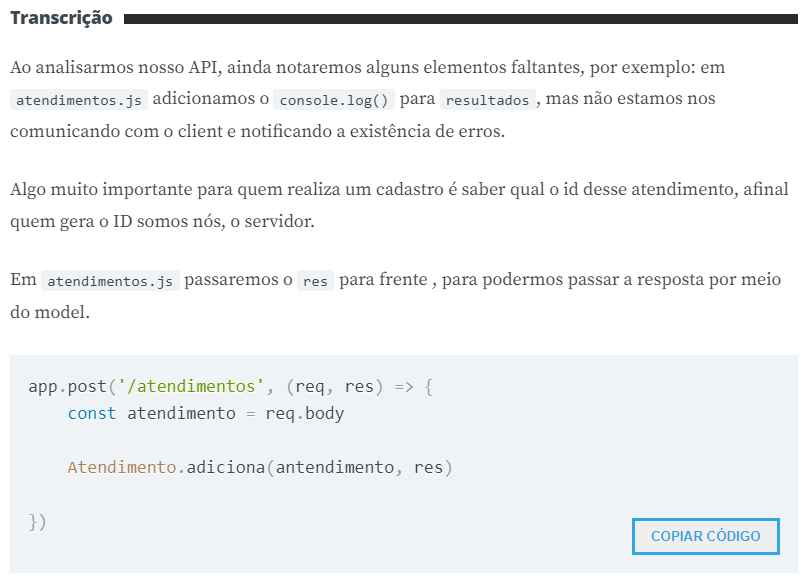 Transcrição
Ao analisarmos nosso API, ainda notaremos alguns elementos faltantes, por exemplo: em
atendimentos.js adicionamos o console.log() para resultados , mas não estamos nos
comunicando com o client e notificando a existência de erros.
Algo muito importante para quem realiza um cadastro é saber qual o id desse atendimento, afinal
quem gera o ID somos nós, o servidor.
Em atendimentos.js passaremos o res para frente , para podermos passar a resposta por meio
do model.
app.post('/atendimentos', (req, res) => {
    const atendimento = req.body
    Atendimento.adiciona(antendimento, res)
})
COPIAR CÓDIGO